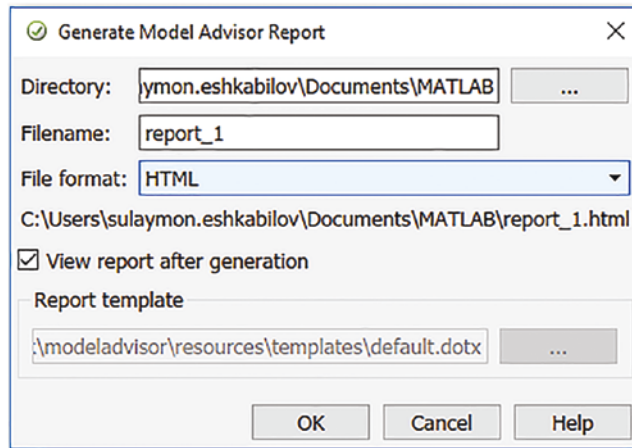 Generate Model Advisor Report
Directory: aymon.eshkabilov\Documents\MATLAB ...
Filename: report_1
File format: HTML
C:\Users\sulaymon.eshkabilov\Documents\MATLAB\report_1.html
View report after generation
Report template
:\modeladvisor\resources\templates\default.dotx ...
OK Cancel Help